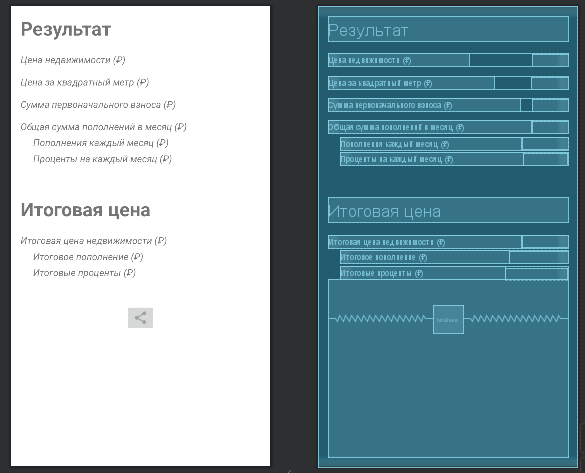 Результат
Цена недвижимости (₽)
Цена за квадратный метр (₽)
Сумма первоначального взноса (₽)
Общая сумма пополнений в месяц (₽)
Пополнения каждый месяц (₽)
Проценты на каждый месяц (₽)
Итоговая цена
Итоговая цена недвижимости (₽)
Итоговое пополнение (₽)
Итоговые проценты (₽)
Результат
Цена недвижимости (₽)
Цена за квадратный метр (₽)
Сумма первоначального взноса (₽)
Общая сумма пополнений в месяц (₽)
Пополнения каждый месяц (₽)
Проценты на каждый месяц (₽)
Итоговая цена
Итоговая цена недвижимости (₽)
Итоговое пополнение (₽)
Итоговые проценты (₽)